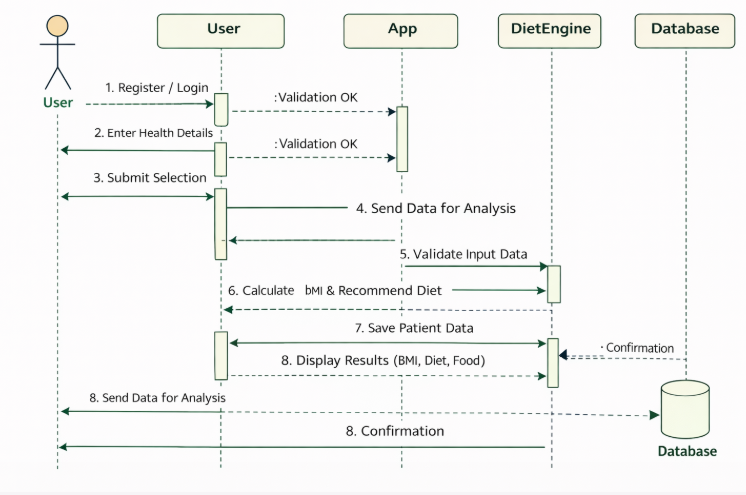 User
App
DietEngine
Database
User
1. Register / Login
:Validation OK
2. Enter Health Details
:Validation OK
3. Submit Selection
4. Send Data for Analysis
5. Validate Input Data
6. Calculate bMI & Recommend Diet
7. Save Patient Data
· Confirmation
8. Display Results (BMI, Diet, Food)
8. Send Data for Analysis
8. Confirmation
Database